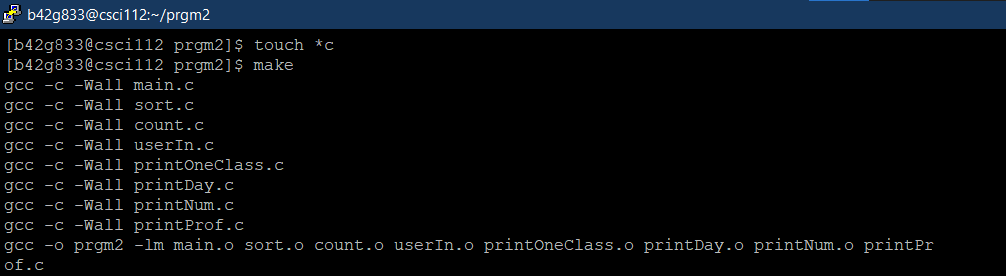 b42g833@csci112:~/prgm2
[b42g833@csci112 prgm2]$ touch *c
[b42g833@csci112 prgm2]$ make
gcc -c -Wall main.c
gcc -c -Wall sort.c
gcc -c -Wall count.c
gcc -c -Wall userIn.c
gcc -c -Wall printOneClass.c
gcc -c -Wall printDay.c
gcc -c -Wall printNum.c
gcc -c -Wall printProf.c
gcc -o prgm2 -lm main.o sort.o count.o userIn.o printOneClass.o printDay.o printNum.o printPr
of.c